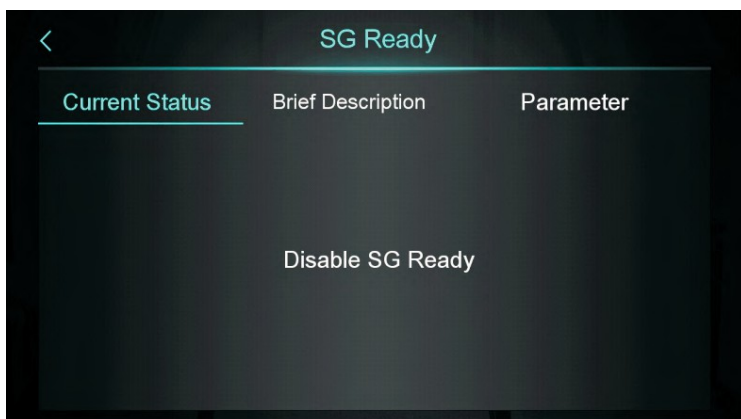 SG Ready
Current Status Brief Description Parameter
Disable SG Ready